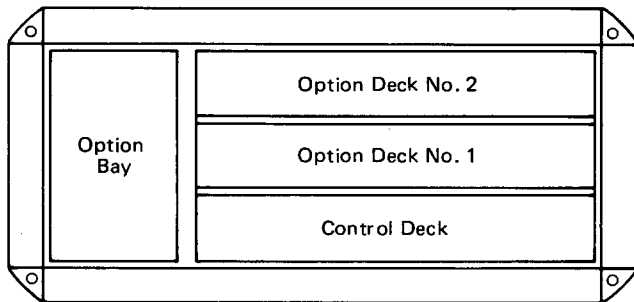 Option Deck No. 2
Option
Bay
Option Deck No. 1
Control Deck